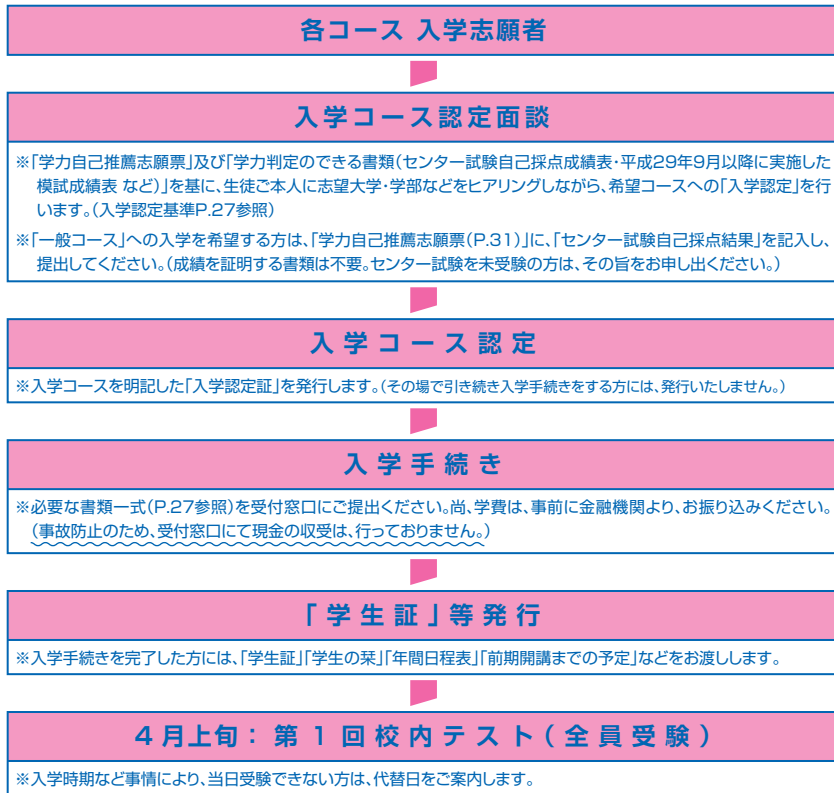 各コース 入学志願者
入学コース認定面談
※「学力自己推薦志願票」及び「学力判定のできる書類(センター試験自己採点成績表・平成29年9月以降に実施した
模試成績表 など)」を基に、生徒ご本人に志望大学・学部などをヒアリングしながら、希望コースへの「入学認定」を行
います。(入学認定基準P.27参照)
※「一般コース」への入学を希望する方は、「学力自己推薦志願票(P.31)」に、「センター試験自己採点結果」を記入し、
提出してください。(成績を証明する書類は不要。センター試験を未受験の方は、その旨をお申し出ください。)
入学コース認定
※入学コースを明記した「入学認定証」を発行します。(その場で引き続き入学手続きをする方には、発行いたしません。)
入学手続き
※必要な書類一式(P.27参照)を受付窓口にご提出ください。尚、学費は、事前に金融機関より、お振り込みください。
(事故防止のため、受付窓口にて現金の収受は、行っておりません。)
「学生証」等発行
※入学手続きを完了した方には、「学生証」「学生の栞」「年間日程表」「前期開講までの予定」などをお渡しします。
4月上旬:第1回校内テスト(全員受験)
※入学時期など事情により、当日受験できない方は、代替日をご案内します。